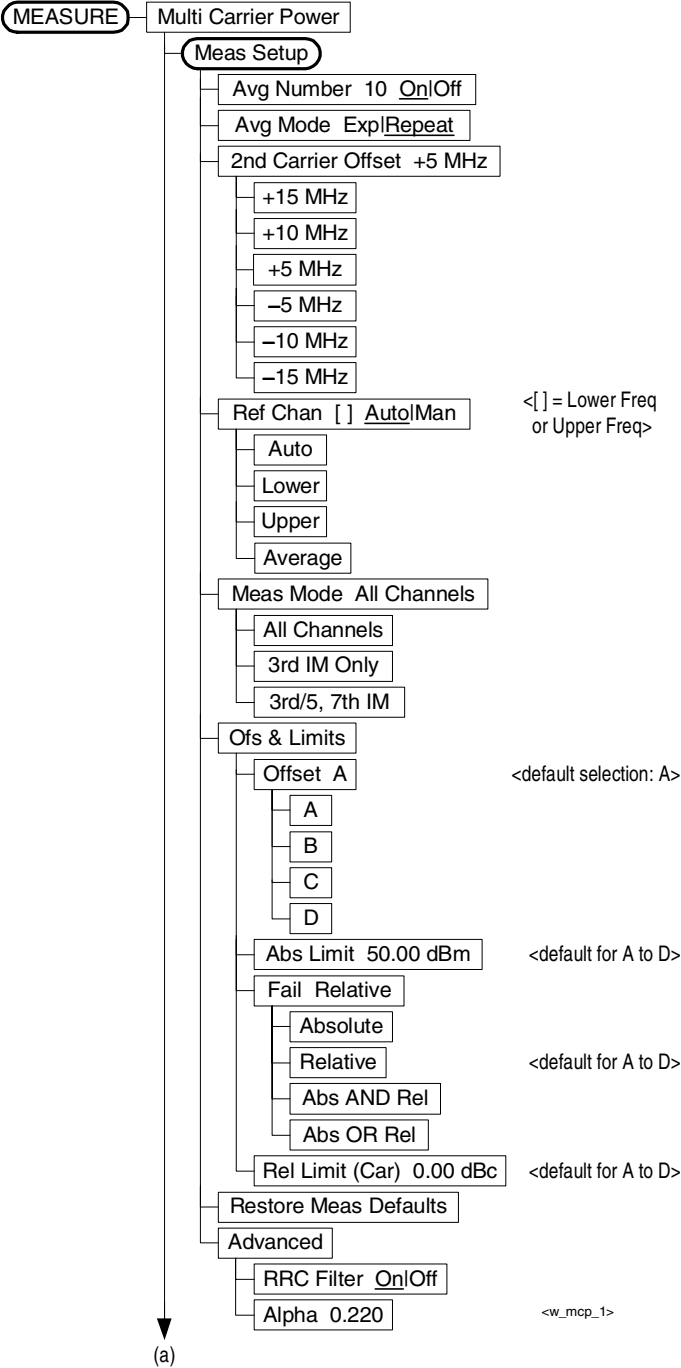 MEASURE Multi Carrier Power
Meas Setup
Avg Number 10 On|Off
Avg Mode Exp|Repeat
2nd Carrier Offset +5 MHz
+15 MHz
+10 MHz
+5 MHz
–5 MHz
–10 MHz
–15 MHz
Ref Chan [ ] Auto|Man <[ ] = Lower Freq
or Upper Freq>
Auto
Lower
Upper
Average
Meas Mode All Channels
All Channels
3rd IM Only
3rd/5, 7th IM
Ofs & Limits
Offset A <default selection: A>
A
B
C
D
Abs Limit 50.00 dBm <default for A to D>
Fail Relative
Absolute
Relative <default for A to D>
Abs AND Rel
Abs OR Rel
Rel Limit (Car) 0.00 dBc <default for A to D>
Restore Meas Defaults
Advanced
RRC Filter On|Off
Alpha 0.220 <w_mcp_1>
(a)